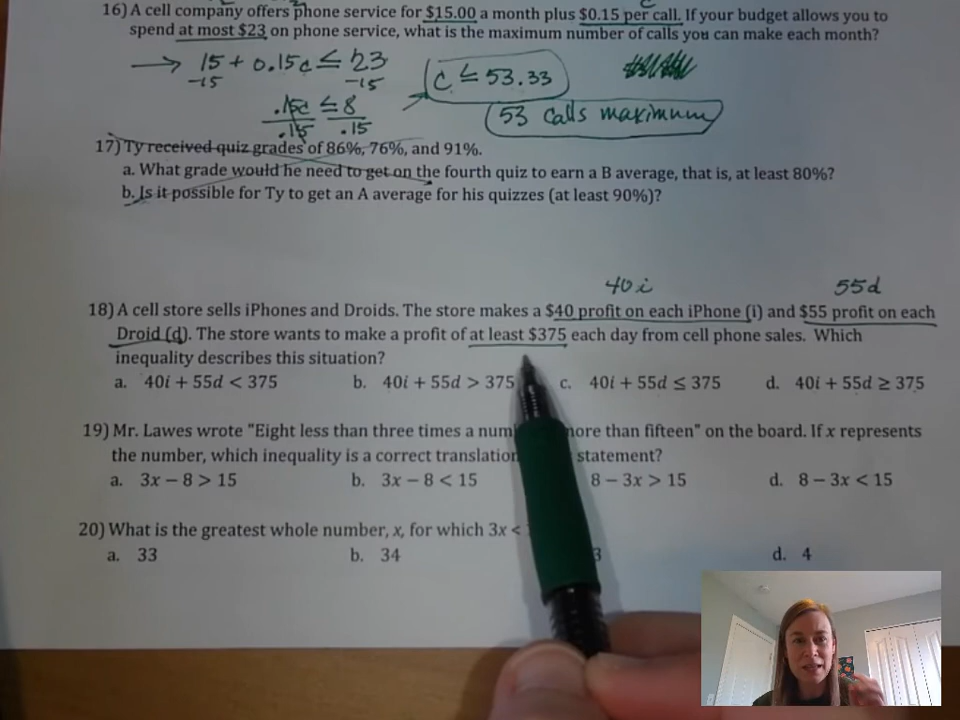 16) A cell company offers phone service for $15.00 a month plus $0.15 per call. If your budget allows you to
spend at most $23 on phone service, what is the maximum number of calls you can make each month?
→ 15 + 0.15c ≤ 23
-15 -15
.15c ≤ 8
.15 .15
c ≤ 53.33
53 calls maximum
17) Ty received quiz grades of 86%, 76%, and 91%.
a. What grade would he need to get on the fourth quiz to earn a B average, that is, at least 80%?
b. Is it possible for Ty to get an A average for his quizzes (at least 90%)?
40i 55d
18) A cell store sells iPhones and Droids. The store makes a $40 profit on each iPhone (i) and $55 profit on each
Droid (d). The store wants to make a profit of at least $375 each day from cell phone sales. Which
inequality describes this situation?
a. 40i + 55d < 375 b. 40i + 55d > 375 c. 40i + 55d ≤ 375 d. 40i + 55d ≥ 375
19) Mr. Lawes wrote "Eight less than three times a more than fifteen" on the board. If x represents
the number, which inequality is a correct translation statement?
a. 3x – 8 > 15 b. 3x – 8 < 15 8 – 3x > 15 d. 8 – 3x < 15
20) What is the greatest whole number, x, for which 3x <
a. 33 b. 34 3 d. 4